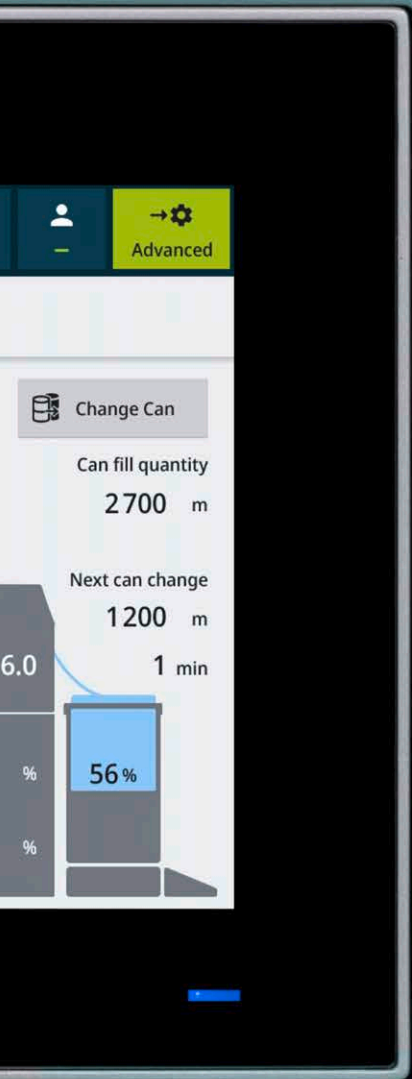 Advanced
Change Can
Can fill quantity
2700 m
Next can change
1200 m
6.0
1 min
% 56 %
%